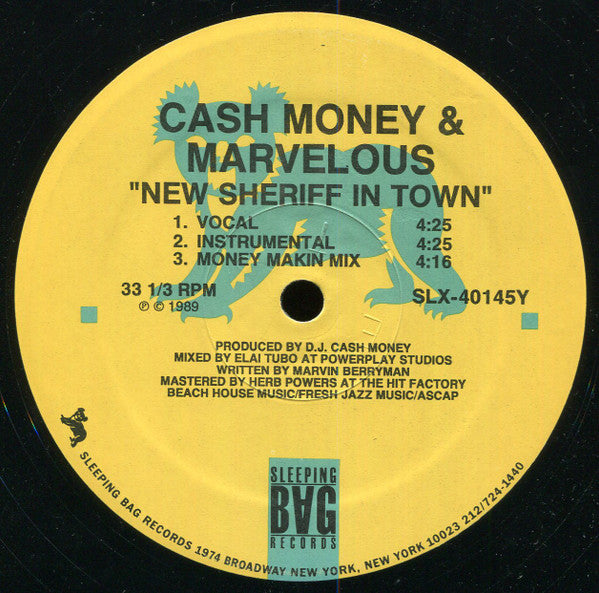 CASH MONEY &
MARVELOUS
"NEW SHERIFF IN TOWN"
1. VOCAL 4:25
2. INSTRUMENTAL 4:25
3. MONEY MAKIN MIX 4:16
33 1/3 RPM SLX-40145Y
℗ © 1989
PRODUCED BY D.J. CASH MONEY
MIXED BY ELAI TUBO AT POWERPLAY STUDIOS
WRITTEN BY MARVIN BERRYMAN
MASTERED BY HERB POWERS AT THE HIT FACTORY
BEACH HOUSE MUSIC/FRESH JAZZ MUSIC/ASCAP
SLEEPING
BAG
RECORDS
SLEEPING BAG RECORDS 1974 BROADWAY NEW YORK, NEW YORK 10023 212/724-1440